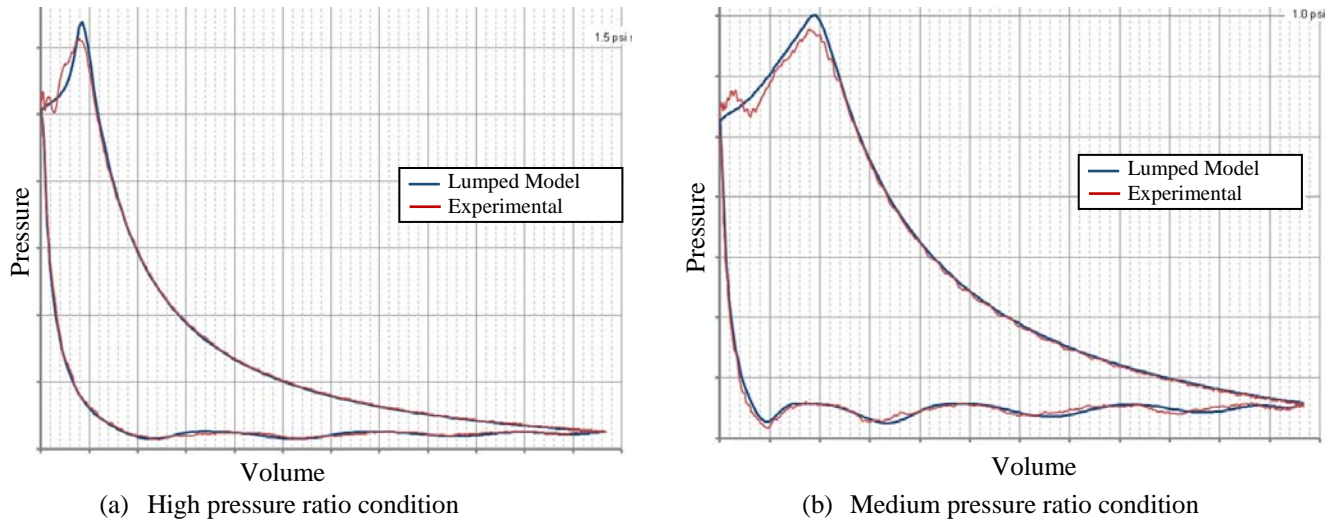 1.5 psi s
Lumped Model
Experimental
Pressure
Volume
(a) High pressure ratio condition
1.0 psi
Lumped Model
Experimental
Pressure
Volume
(b) Medium pressure ratio condition